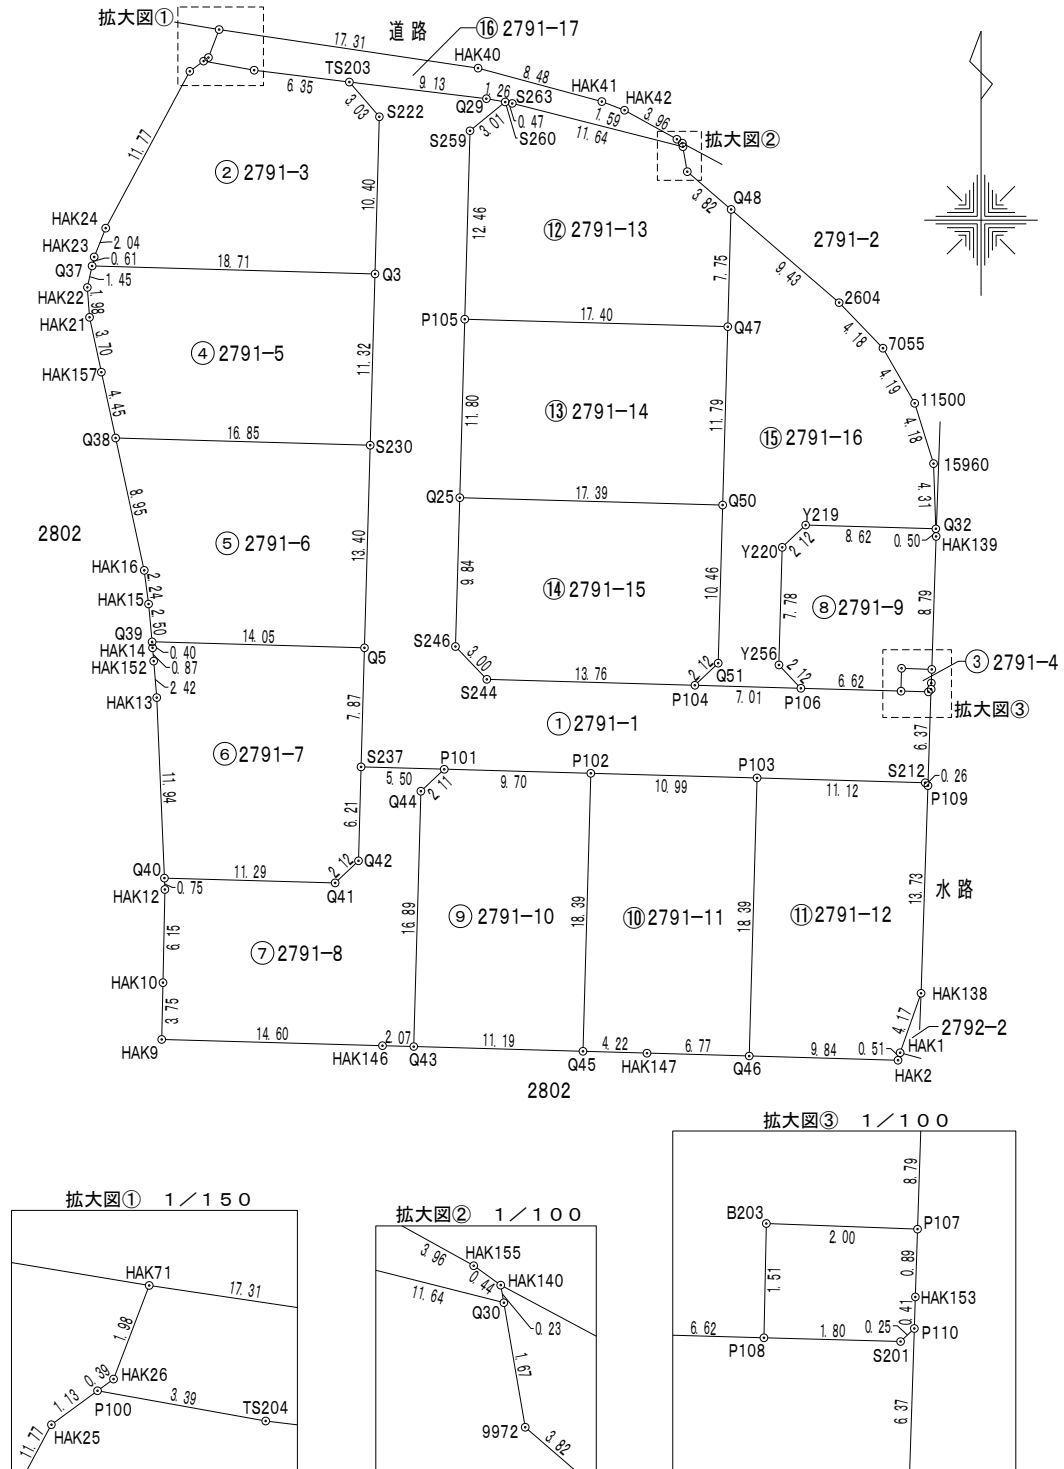 拡大図①
17.31
道路
⑯ 2791-17
HAK40
8.48
HAK41
HAK42
TS203
6.35
9.13
1.26
Q29
S263
0.47
S260
1.59
3.96
11.64
拡大図②
3.03
S222
S259
3.01
3.82
Q48
11.77
② 2791-3
10.40
12.46
⑫ 2791-13
7.75
2791-2
9.43
HAK24
HAK23
2.04
0.61
Q37
1.45
18.71
Q3
HAK22
1.98
HAK21
3.70
HAK157
④ 2791-5
11.32
P105
17.40
Q47
2604
4.18
7055
4.19
11500
4.45
11.80
⑬ 2791-14
11.79
⑮ 2791-16
4.18
Q38
16.85
S230
15960
4.31
8.95
Q25
17.39
Q50
Y219
8.62
Q32
0.50
HAK139
2802
⑤ 2791-6
13.40
9.84
⑭ 2791-15
10.46
Y220
2.12
7.78
⑧ 2791-9
8.79
HAK16
2.24
HAK15
2.50
Q39
HAK14
0.40
14.05
Q5
S246
3.00
S244
13.76
Q51
2.12
P104
7.01
Y256
2.12
P106
6.62
③ 2791-4
拡大図③
HAK152
0.87
2.42
HAK13
7.87
① 2791-1
6.37
⑥ 2791-7
S237
5.50
P101
2.11
9.70
P102
10.99
P103
11.12
S212
0.26
P109
Q44
11.94
6.21
Q42
2.12
Q41
Q40
11.29
HAK12
0.75
16.89
⑨ 2791-10
18.39
⑩ 2791-11
18.39
⑪ 2791-12
13.73
水路
6.15
⑦ 2791-8
HAK10
3.75
HAK9
14.60
HAK146
2.07
Q43
11.19
Q45
4.22
HAK147
6.77
Q46
9.84
HAK138
4.17
2792-2
0.51
HAK1
HAK2
2802
拡大図① 1／150
HAK71
17.31
1.98
HAK26
0.39
1.13
P100
3.39
TS204
HAK25
11.77
拡大図② 1／100
3.96
HAK155
0.44
HAK140
11.64
Q30
0.23
1.67
9972
3.82
拡大図③ 1／100
8.79
B203
P107
2.00
1.51
0.89
HAK153
0.41
0.25
P110
6.62
P108
1.80
S201
6.37